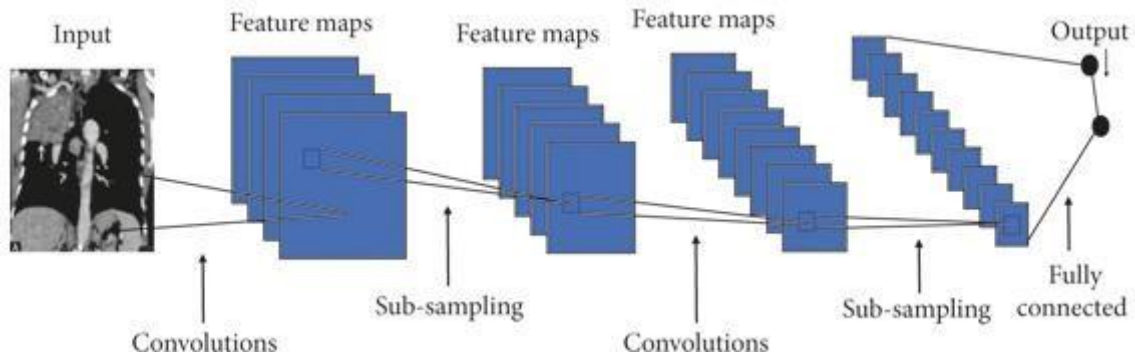 Input
Feature maps
Feature maps
Feature maps
Output
Convolutions
Sub-sampling
Convolutions
Sub-sampling
Fully
connected